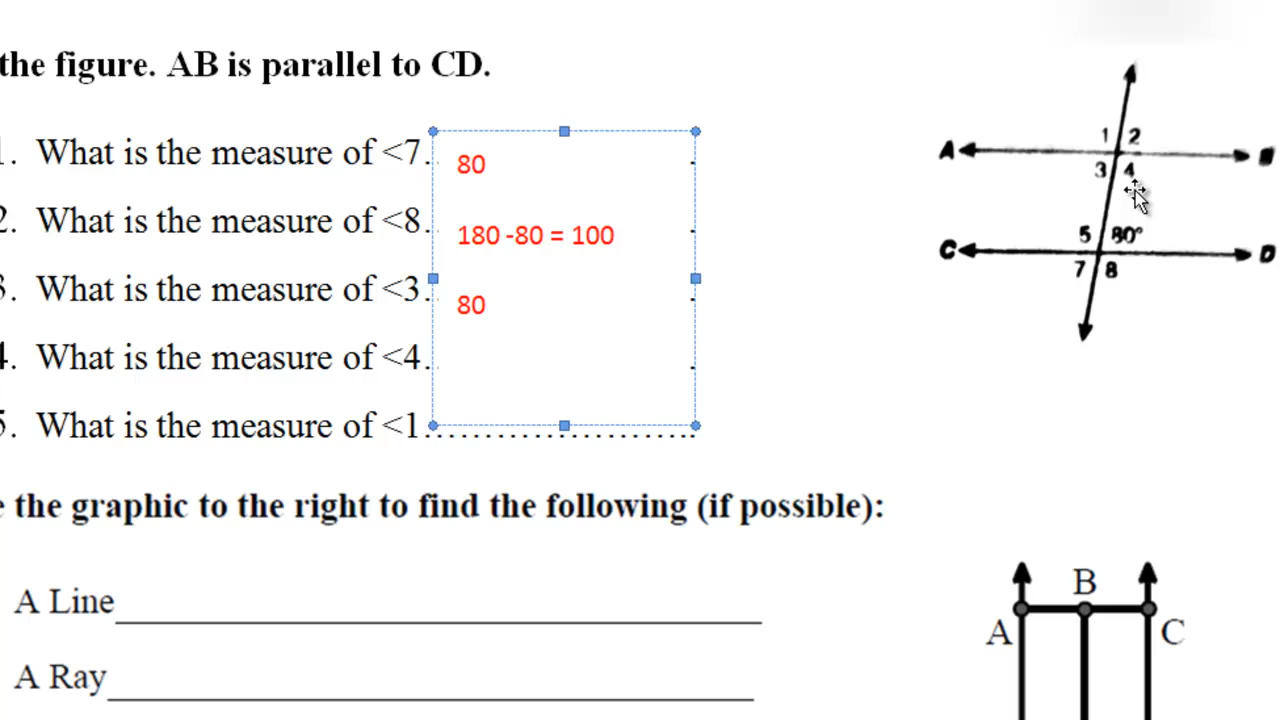 the figure. AB is parallel to CD.
1. What is the measure of <7.
80
2. What is the measure of <8.
180 -80 = 100
3. What is the measure of <3.
80
4. What is the measure of <4.
5. What is the measure of <1.......................
1 2
A
3 4
5 80°
C D
7 8
the graphic to the right to find the following (if possible):
A Line
A Ray
B
A C